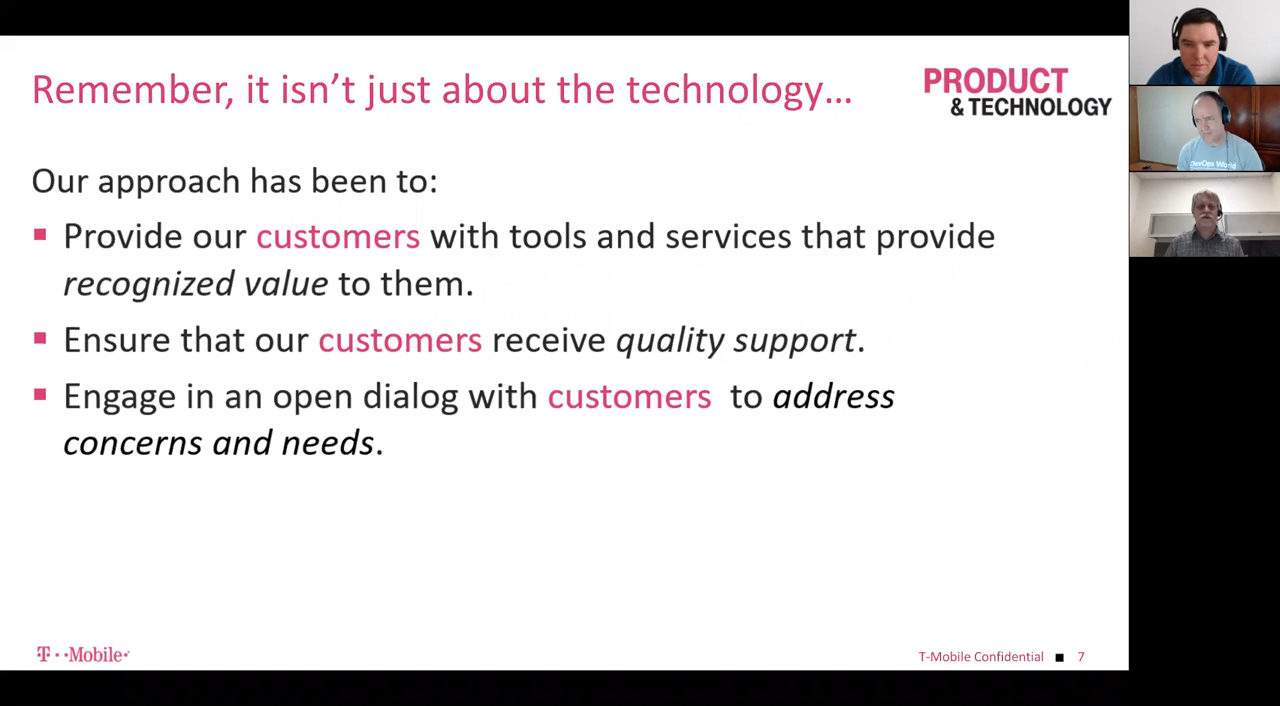 Remember, it isn't just about the technology…
PRODUCT
& TECHNOLOGY
Our approach has been to:
▪ Provide our customers with tools and services that provide
recognized value to them.
▪ Ensure that our customers receive quality support.
▪ Engage in an open dialog with customers  to address
concerns and needs.
DevOps World
T··Mobile·
T-Mobile Confidential ■ 7